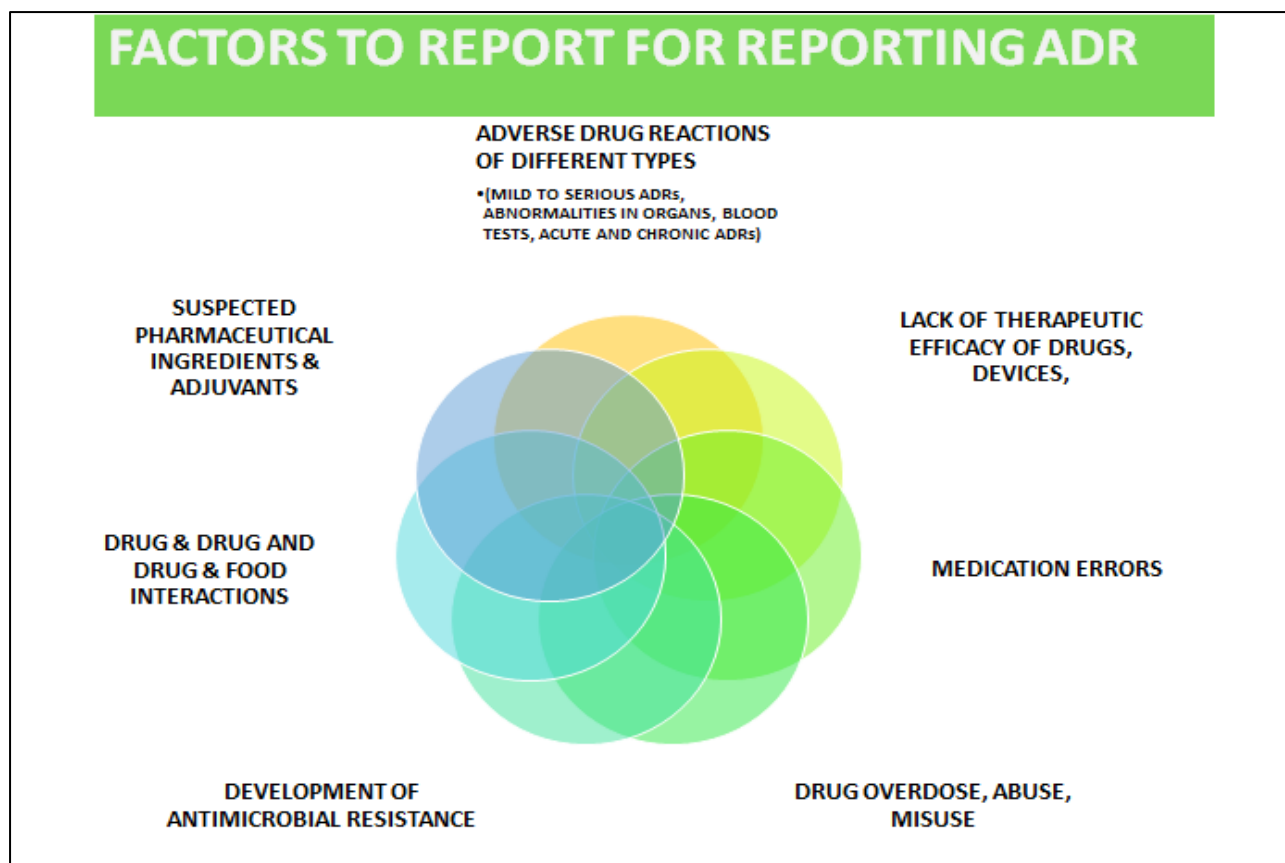 FACTORS TO REPORT FOR REPORTING ADR
ADVERSE DRUG REACTIONS
OF DIFFERENT TYPES
•(MILD TO SERIOUS ADRs,
ABNORMALITIES IN ORGANS, BLOOD
TESTS, ACUTE AND CHRONIC ADRs)
LACK OF THERAPEUTIC
EFFICACY OF DRUGS,
DEVICES,
MEDICATION ERRORS
DRUG OVERDOSE, ABUSE,
MISUSE
DEVELOPMENT OF
ANTIMICROBIAL RESISTANCE
DRUG & DRUG AND
DRUG & FOOD
INTERACTIONS
SUSPECTED
PHARMACEUTICAL
INGREDIENTS &
ADJUVANTS